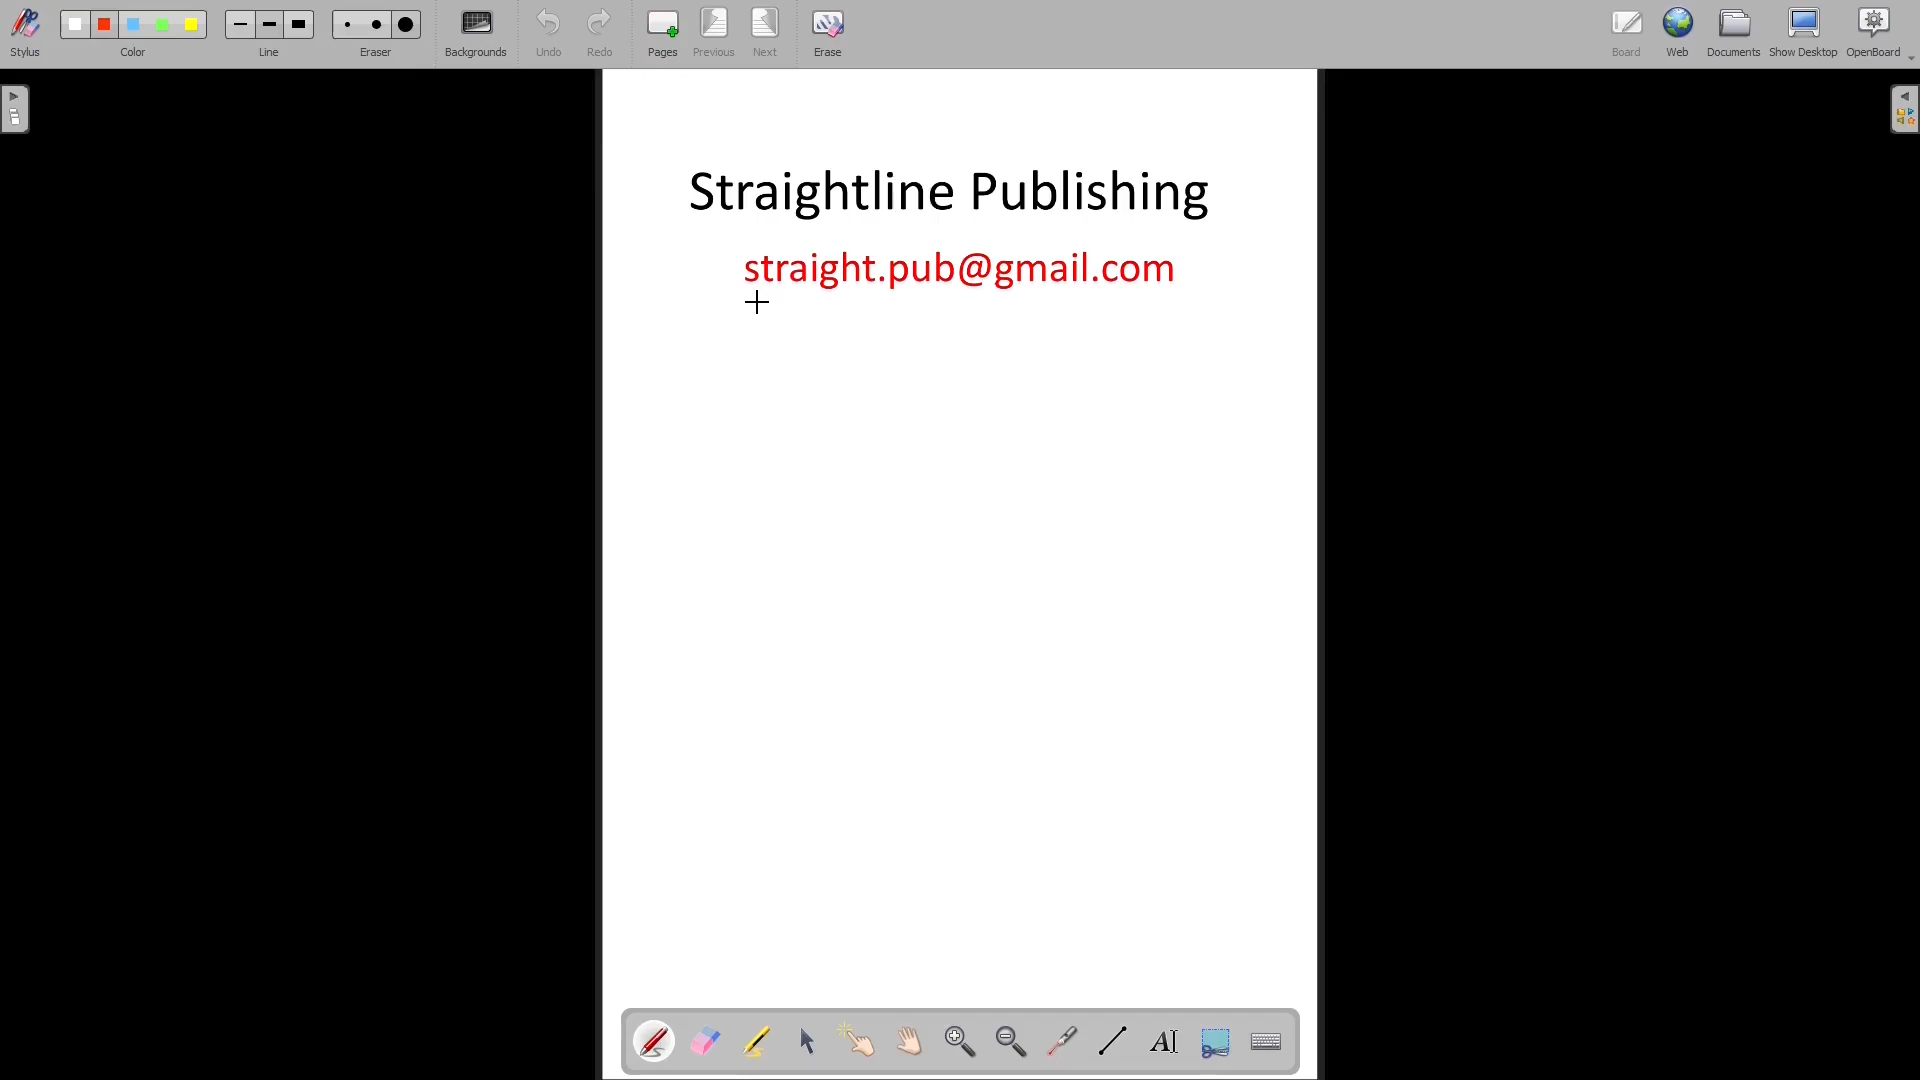 Stylus Color Line Eraser Backgrounds Undo Redo Pages Previous Next Erase Board Web Documents Show Desktop OpenBoard
Straightline Publishing
straight.pub@gmail.com
A